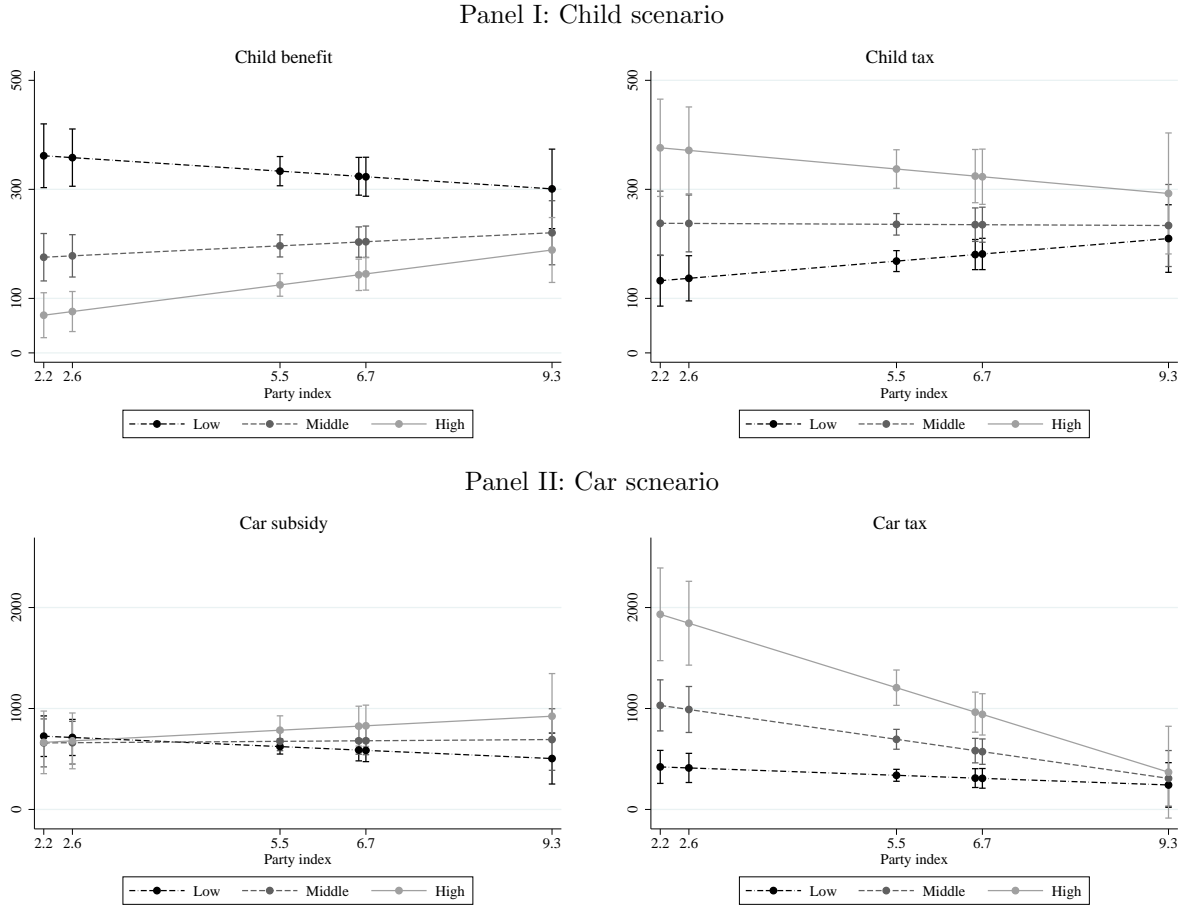 Panel I: Child scenario
Child benefit
500
300
100
0
2.2 2.6 5.5 6.7 9.3
Party index
Low Middle High
Child tax
500
300
100
0
2.2 2.6 5.5 6.7 9.3
Party index
Low Middle High
Panel II: Car scneario
Car subsidy
2000
1000
0
2.2 2.6 5.5 6.7 9.3
Party index
Low Middle High
Car tax
2000
1000
0
2.2 2.6 5.5 6.7 9.3
Party index
Low Middle High